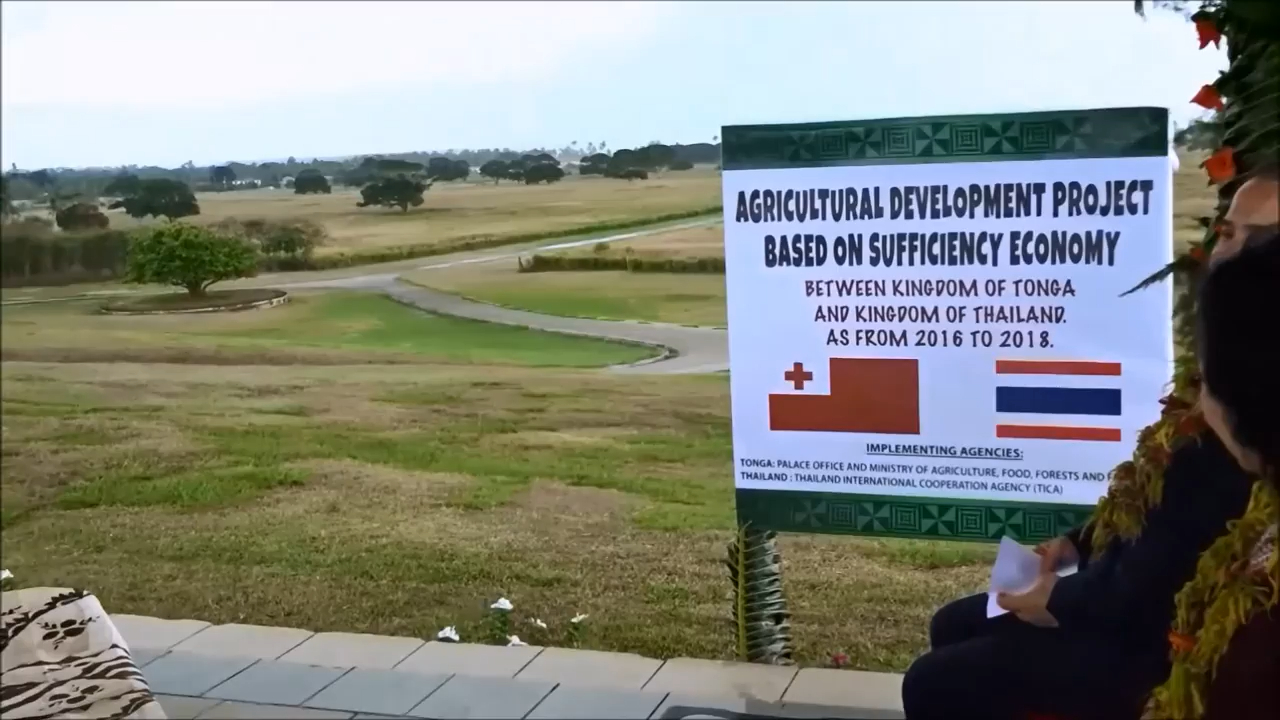 AGRICULTURAL DEVELOPMENT PROJECT
BASED ON SUFFICIENCY ECONOMY
BETWEEN KINGDOM OF TONGA
AND KINGDOM OF THAILAND.
AS FROM 2016 TO 2018.
IMPLEMENTING AGENCIES:
TONGA: PALACE OFFICE AND MINISTRY OF AGRICULTURE, FOOD, FORESTS AND
THAILAND : THAILAND INTERNATIONAL COOPERATION AGENCY (TICA)